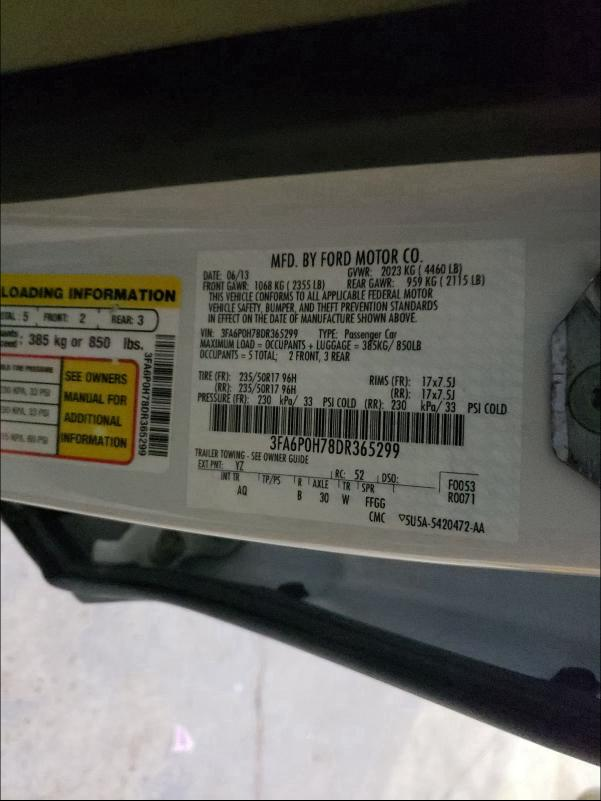 MFD. BY FORD MOTOR CO.
DATE: 06/13 GVWR: 2023 KG ( 4460 LB)
FRONT GAWR: 1068 KG ( 2355 LB) REAR GAWR: 959 KG ( 2115 LB)
THIS VEHICLE CONFORMS TO ALL APPLICABLE FEDERAL MOTOR
VEHICLE SAFETY, BUMPER, AND THEFT PREVENTION STANDARDS
IN EFFECT ON THE DATE OF MANUFACTURE SHOWN ABOVE.
VIN: 3FA6P0H78DR365299 TYPE: Passenger Car
MAXIMUM LOAD = OCCUPANTS + LUGGAGE = 385KG/ 850LB
OCCUPANTS = 5 TOTAL; 2 FRONT, 3 REAR
TIRE (FR): 235/50R17 96H RIMS (FR): 17x7.5J
(RR): 235/50R17 96H (RR): 17x7.5J
PRESSURE (FR): 230 kPa/ 33 PSI COLD (RR): 230 kPa/ 33 PSI COLD
3FA6P0H78DR365299
TRAILER TOWING - SEE OWNER GUIDE
EXT PNT: YZ RC: 52 DSO: F0053
INT TR TP/PS R AXLE TR SPR R0071
AQ B 30 W FFGG
CMC 5U5A-5420472-AA
LOADING INFORMATION
5 FRONT: 2 REAR: 3
385 kg or 850 lbs.
SEE OWNERS
MANUAL FOR
ADDITIONAL
INFORMATION
3FA6P0H78DR365299